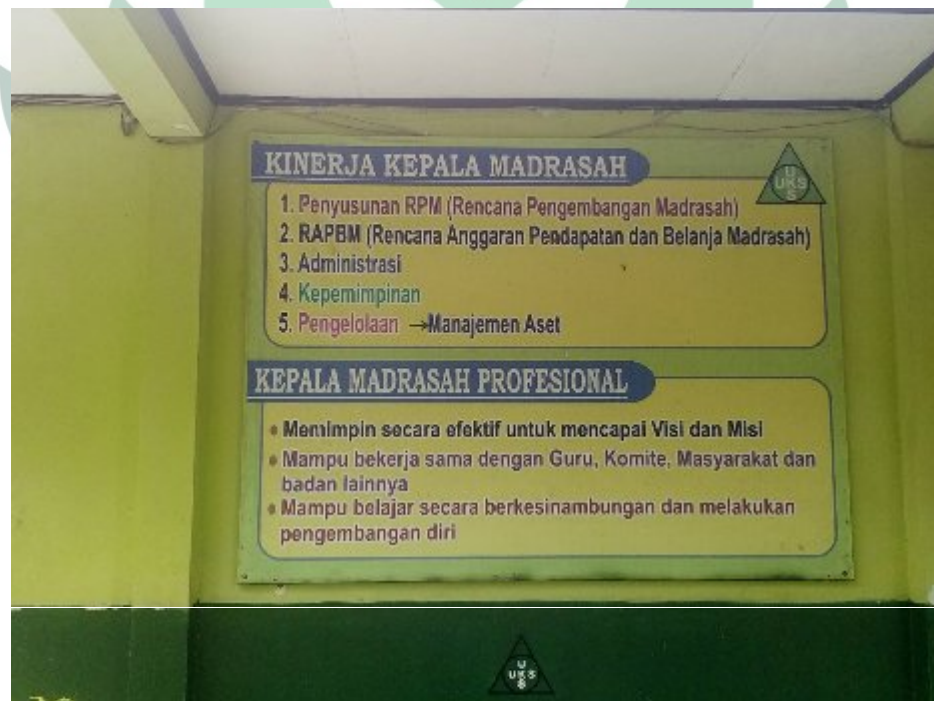 KINERJA KEPALA MADRASAH
UKS
1. Penyusunan RPM (Rencana Pengembangan Madrasah)
2. RAPBM (Rencana Anggaran Pendapatan dan Belanja Madrasah)
3. Administrasi
4. Kepemimpinan
5. Pengelolaan →Manajemen Aset
KEPALA MADRASAH PROFESIONAL
• Memimpin secara efektif untuk mencapai Visi dan Misi
• Mampu bekerja sama dengan Guru, Komite, Masyarakat dan
badan lainnya
• Mampu belajar secara berkesinambungan dan melakukan
pengembangan diri
UKS